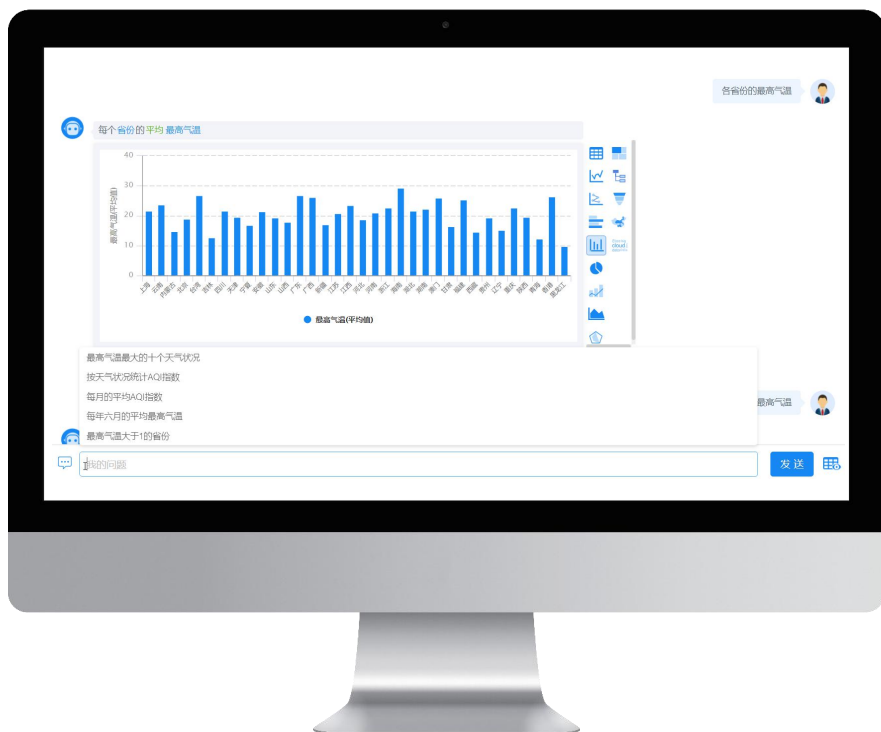 各省份的最高气温
每个省份的平均 最高气温
40
30
20
10
0
最高气温(平均值)
上海
云南
内蒙古
北京
台湾
吉林
四川
天津
宁夏
安徽
山东
山西
广东
广西
新疆
江苏
江西
河北
河南
浙江
海南
湖北
湖南
澳门
甘肃
福建
西藏
贵州
辽宁
重庆
陕西
青海
香港
黑龙江
最高气温(平均值)
cloud
最高气温最大的十个天气状况
按天气状况统计AQI指数
每月的平均AQI指数
每年六月的平均最高气温
最高气温大于1的省份
最高气温
我的问题
发 送